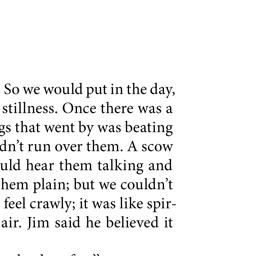 So we would put in the day,
stillness. Once there was a
gs that went by was beating
dn’t run over them. A scow
uld hear them talking and
hem plain; but we couldn’t
feel crawly; it was like spir-
air. Jim said he believed it